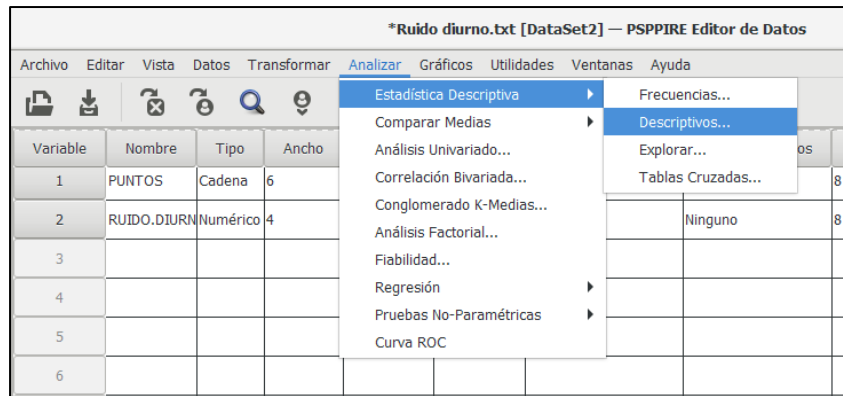 *Ruido diurno.txt [DataSet2] — PSPPIRE Editor de Datos
Archivo Editar Vista Datos Transformar Analizar Gráficos Utilidades Ventanas Ayuda
Estadística Descriptiva
Comparar Medias
Análisis Univariado...
Correlación Bivariada...
Conglomerado K-Medias...
Análisis Factorial...
Fiabilidad...
Regresión
Pruebas No-Paramétricas
Curva ROC
Frecuencias...
Descriptivos...
Explorar...
Tablas Cruzadas...
Variable Nombre Tipo Ancho os
1 PUNTOS Cadena 6 8
2 RUIDO.DIURN Numérico 4 Ninguno 8
3
4
5
6